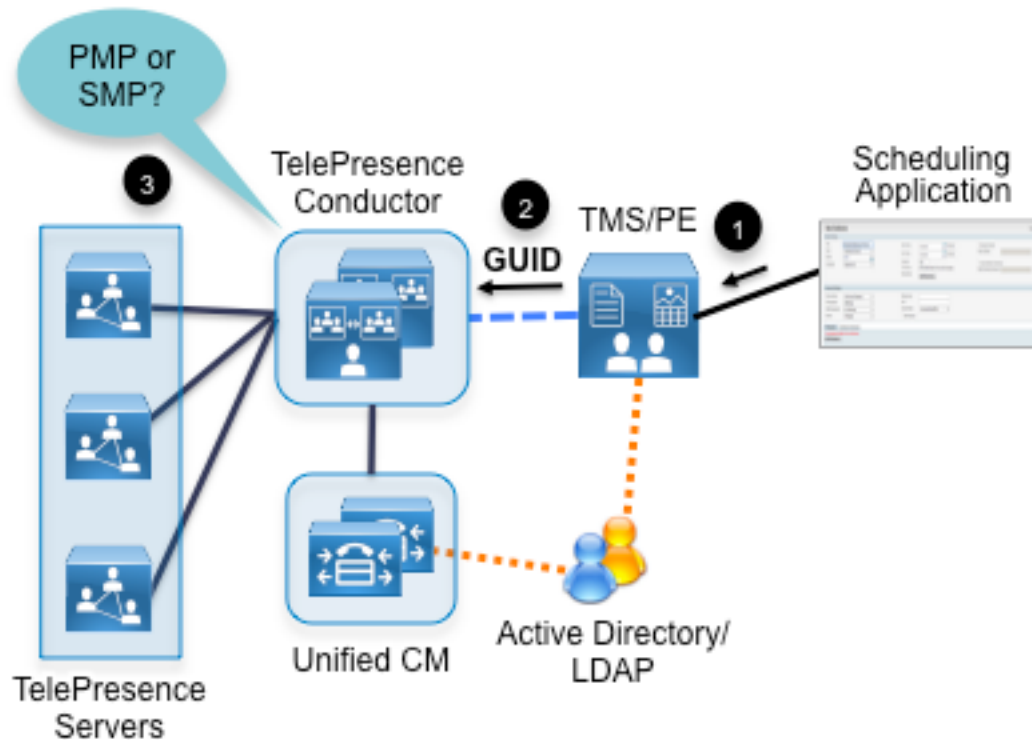 PMP or
SMP?
3
TelePresence
Conductor
2
GUID
TMS/PE
1
Scheduling
Application
Unified CM
Active Directory/
LDAP
TelePresence
Servers